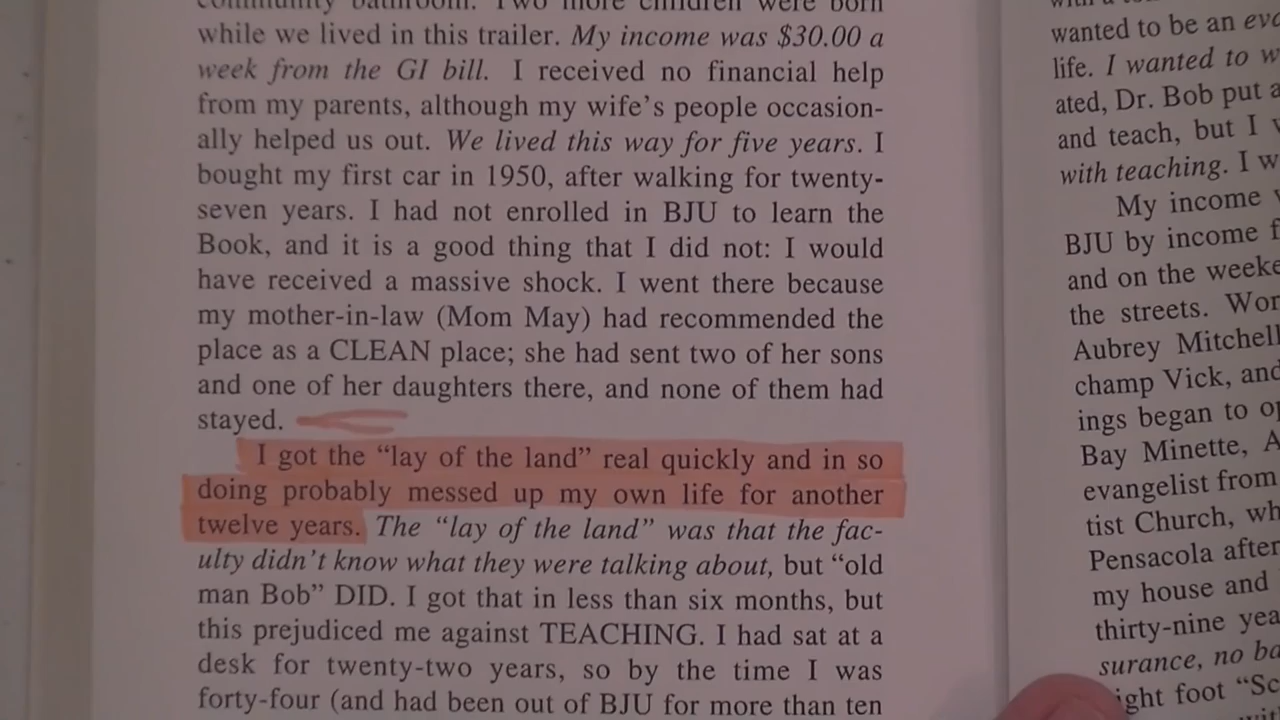 community bathroom. Two more children were born
while we lived in this trailer. My income was $30.00 a
week from the GI bill. I received no financial help
from my parents, although my wife's people occasion-
ally helped us out. We lived this way for five years. I
bought my first car in 1950, after walking for twenty-
seven years. I had not enrolled in BJU to learn the
Book, and it is a good thing that I did not: I would
have received a massive shock. I went there because
my mother-in-law (Mom May) had recommended the
place as a CLEAN place; she had sent two of her sons
and one of her daughters there, and none of them had
stayed.
I got the “lay of the land” real quickly and in so
doing probably messed up my own life for another
twelve years. The “lay of the land” was that the fac-
ulty didn't know what they were talking about, but “old
man Bob” DID. I got that in less than six months, but
this prejudiced me against TEACHING. I had sat at a
desk for twenty-two years, so by the time I was
forty-four (and had been out of BJU for more than ten
wanted to be an
life. I wanted to
ated, Dr. Bob put
and teach, but I
with teaching. I
My income
BJU by income
and on the
the streets.
Aubrey Mitchell
champ Vick, and
ings began to
Bay Minette,
evangelist from
tist Church,
Pensacola after
my house and
thirty-nine
surance, no
foot